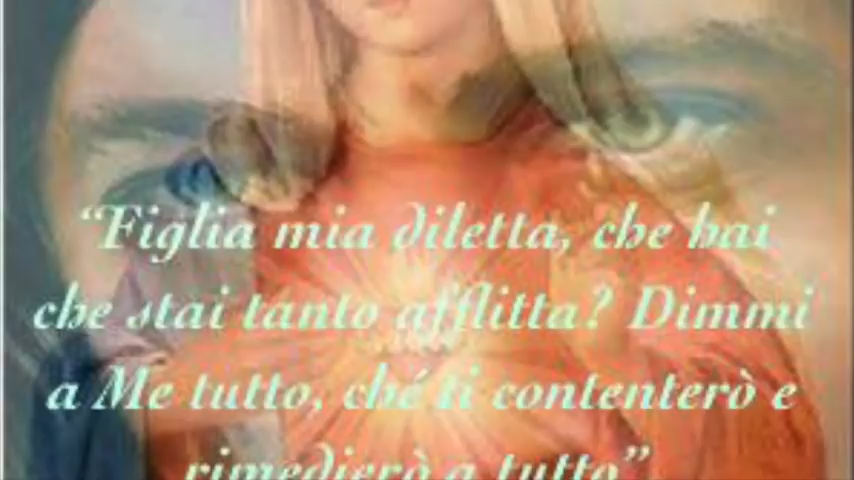 “Figlia mia diletta, che hai
che stai tanto afflitta? Dimmi
a Me tutto, ché ti contenterò e
rimedierò a tutto”